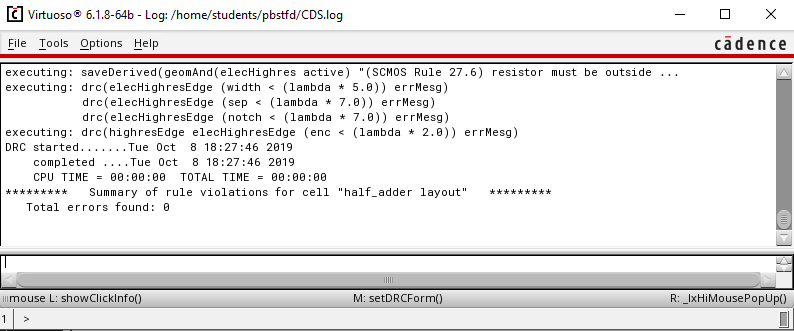 Virtuoso® 6.1.8-64b - Log: /home/students/pbstfd/CDS.log
File Tools Options Help
cādence
executing: saveDerived(geomAnd(elecHighres active) "(SCMOS Rule 27.6) resistor must be outside ...
executing: drc(elecHighresEdge (width < (lambda * 5.0)) errMesg)
drc(elecHighresEdge (sep < (lambda * 7.0)) errMesg)
drc(elecHighresEdge (notch < (lambda * 7.0)) errMesg)
executing: drc(highresEdge elecHighresEdge (enc < (lambda * 2.0)) errMesg)
DRC started.......Tue Oct  8 18:27:46 2019
completed ....Tue Oct  8 18:27:46 2019
CPU TIME = 00:00:00  TOTAL TIME = 00:00:00
*********   Summary of rule violations for cell "half_adder layout"   *********
Total errors found: 0
mouse L: showClickInfo() M: setDRCForm() R: _lxHiMousePopUp()
1 >